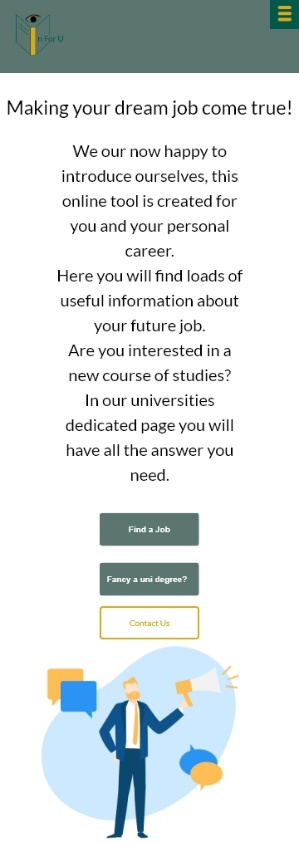 is For U
Making your dream job come true!
We our now happy to
introduce ourselves, this
online tool is created for
you and your personal
career.
Here you will find loads of
useful information about
your future job.
Are you interested in a
new course of studies?
In our universities
dedicated page you will
have all the answer you
need.
Find a Job
Fancy a uni degree?
Contact Us